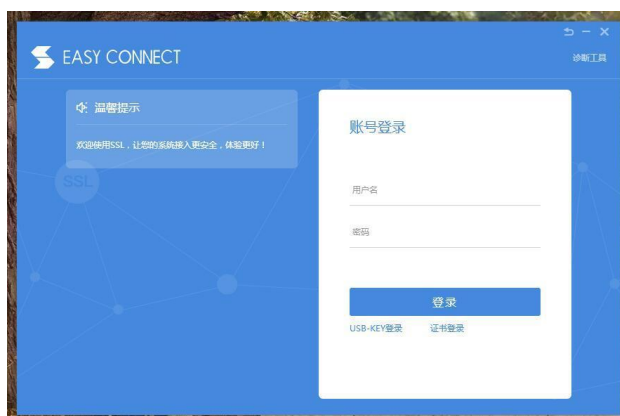 EASY CONNECT
诊断工具
温馨提示
欢迎使用SSL，让您的系统接入更安全，体验更好！
SSL
账号登录
用户名
密码
登录
USB-KEY登录 证书登录